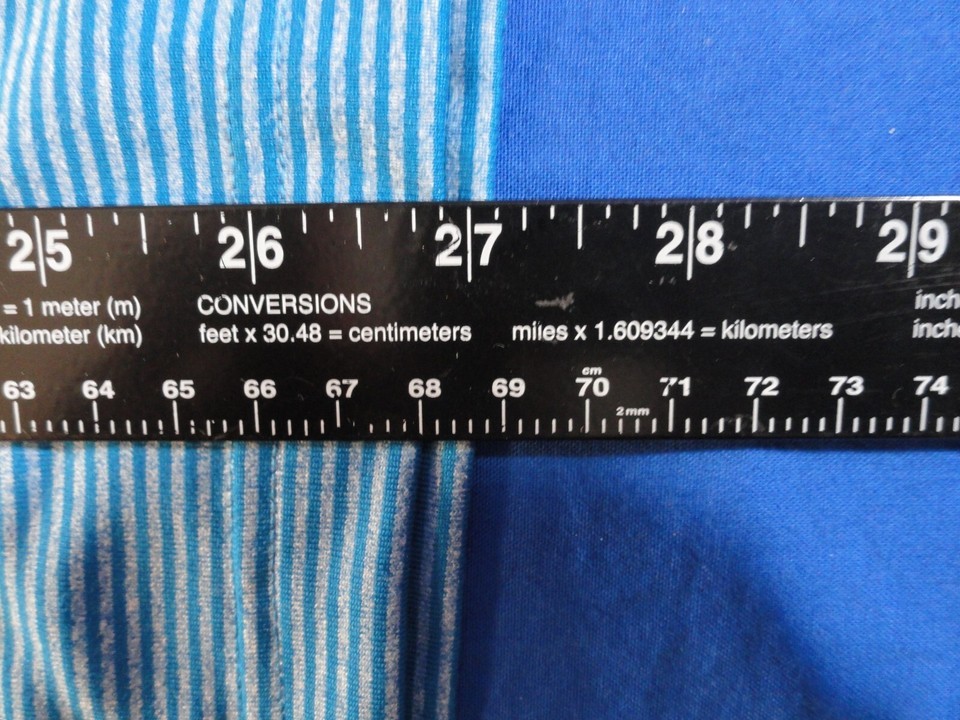 25 26 27 28 29
= 1 meter (m) CONVERSIONS inch
kilometer (km) feet x 30.48 = centimeters miles x 1.609344 = kilometers inch
cm
63 64 65 66 67 68 69 70 71 72 73 74
2mm